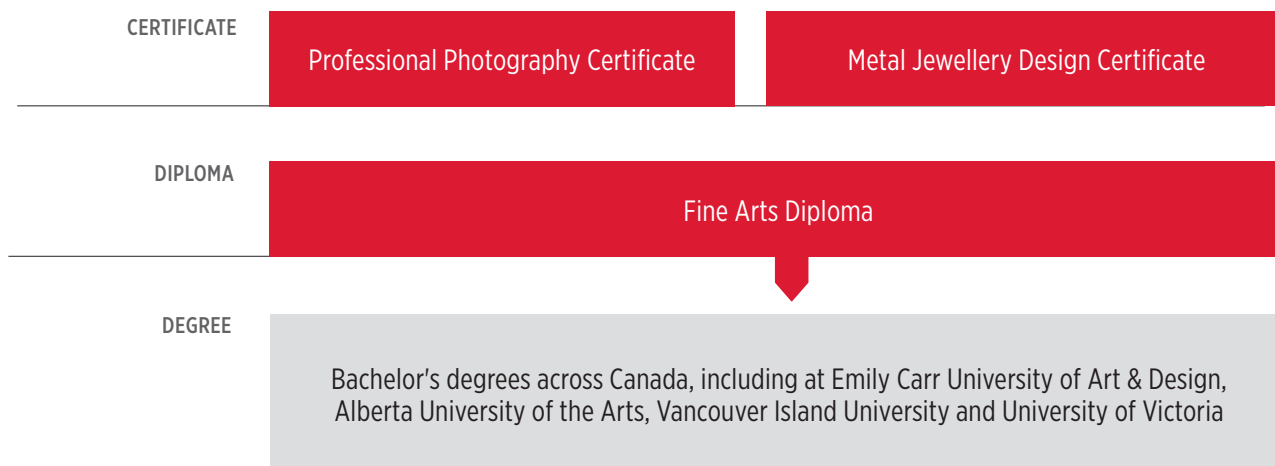 CERTIFICATE
Professional Photography Certificate
Metal Jewellery Design Certificate
DIPLOMA
Fine Arts Diploma
DEGREE
Bachelor's degrees across Canada, including at Emily Carr University of Art & Design,
Alberta University of the Arts, Vancouver Island University and University of Victoria